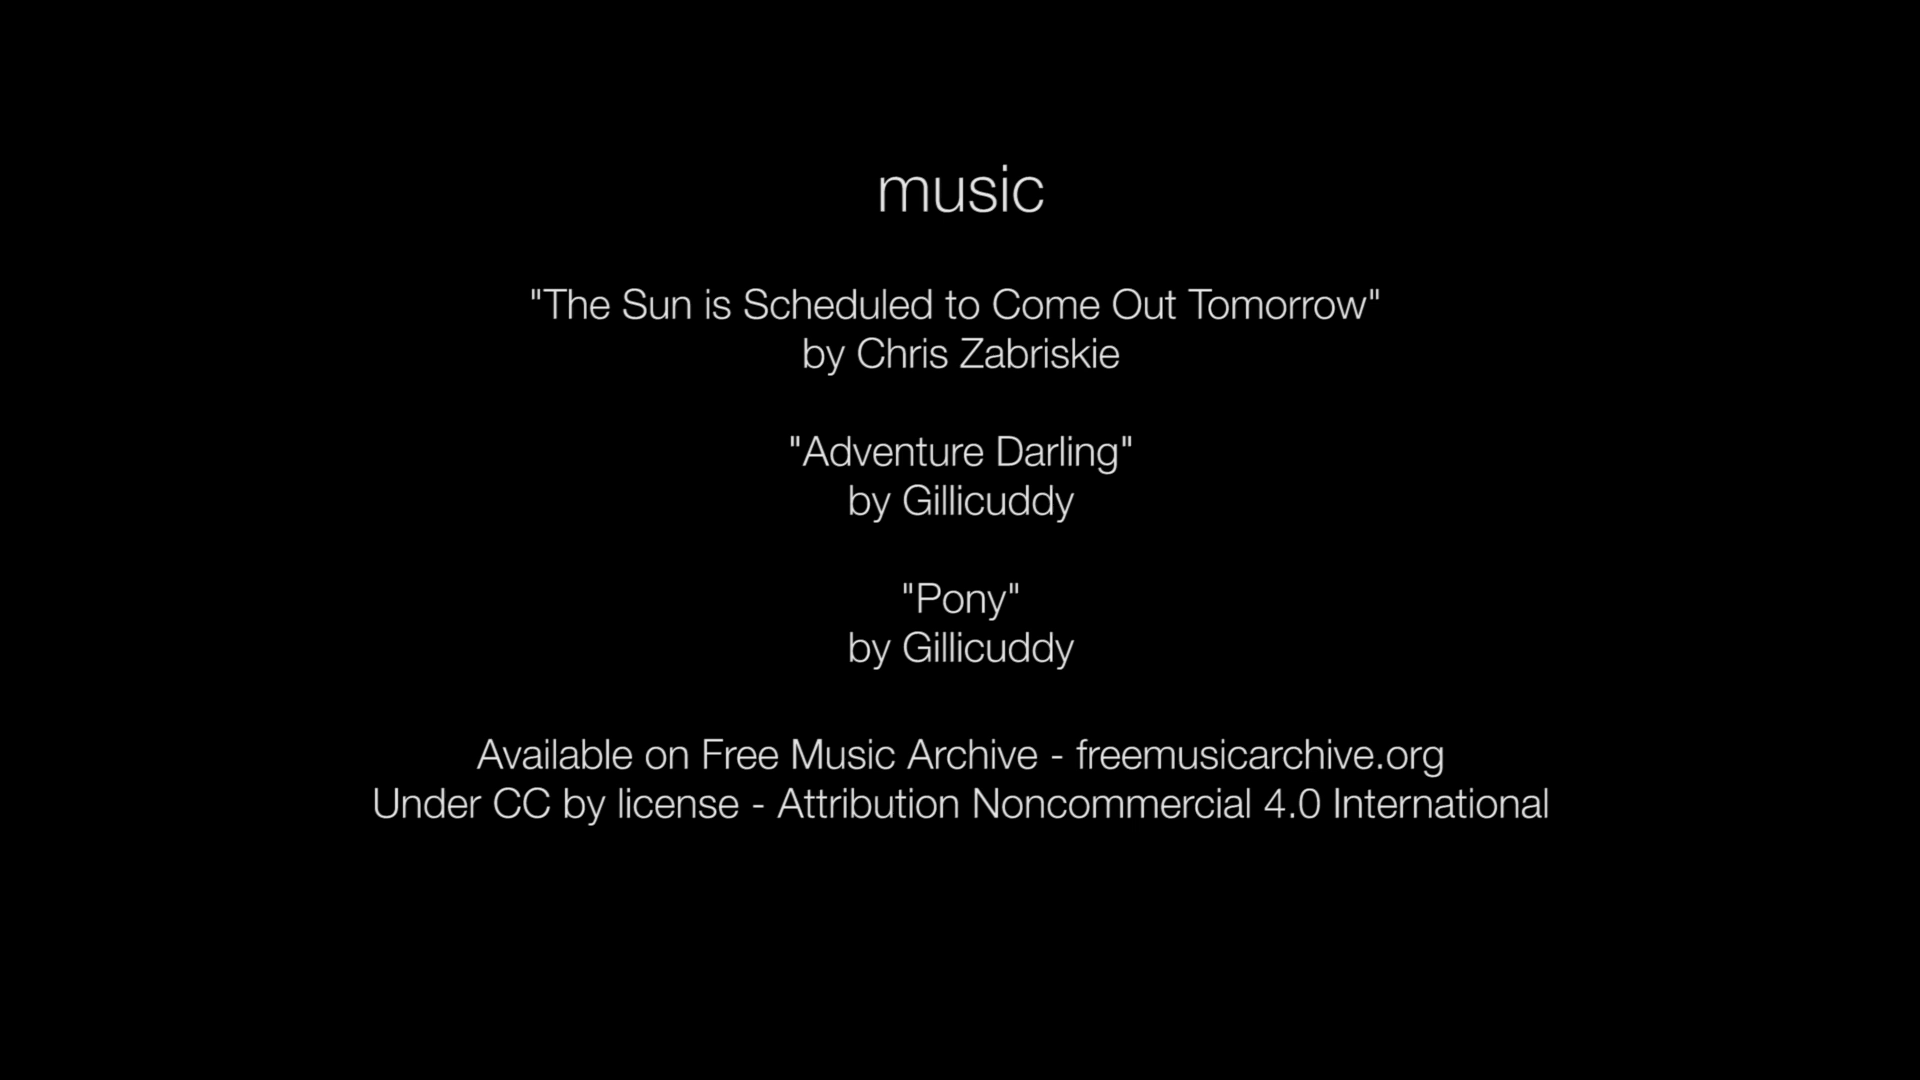 music
"The Sun is Scheduled to Come Out Tomorrow"
by Chris Zabriskie
"Adventure Darling"
by Gillicuddy
"Pony"
by Gillicuddy
Available on Free Music Archive - freemusicarchive.org
Under CC by license - Attribution Noncommercial 4.0 International